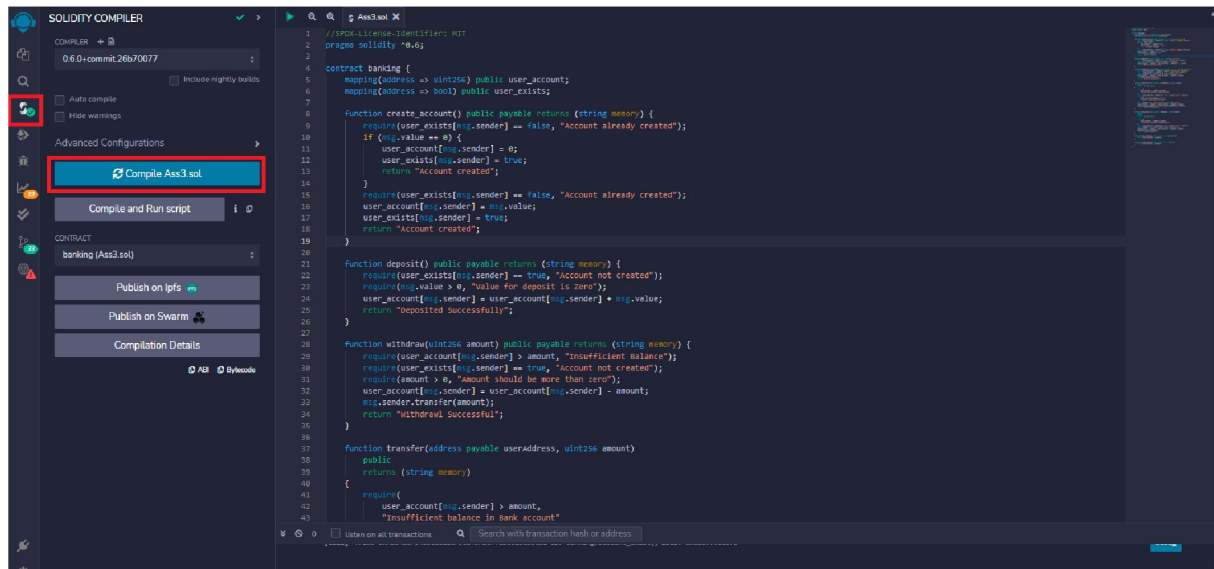 SOLIDITY COMPILER
COMPILER +
0.6.0+commit.26b70077
Include nightly builds
Auto compile
Hide warnings
Advanced Configurations
Compile Ass3.sol
Compile and Run script i
CONTRACT
banking (Ass3.sol)
Publish on Ipfs
Publish on Swarm
Compilation Details
ABI Bytecode
Ass3.sol X
1 //SPDX-License-Identifier: MIT
2 pragma solidity ^0.6;
3
4 contract banking {
5 mapping(address => uint256) public user_account;
6 mapping(address => bool) public user_exists;
7
8 function create_account() public payable returns (string memory) {
9 require(user_exists[msg.sender] == false, "Account already created");
10 if (msg.value == 0) {
11 user_account[msg.sender] = 0;
12 user_exists[msg.sender] = true;
13 return "Account created";
14 }
15 require(user_exists[msg.sender] == false, "Account already created");
16 user_account[msg.sender] = msg.value;
17 user_exists[msg.sender] = true;
18 return "Account created";
19 }
20
21 function deposit() public payable returns (string memory) {
22 require(user_exists[msg.sender] == true, "Account not created");
23 require(msg.value > 0, "Value for deposit is Zero");
24 user_account[msg.sender] = user_account[msg.sender] + msg.value;
25 return "Deposited Successfully";
26 }
27
28 function withdraw(uint256 amount) public payable returns (string memory) {
29 require(user_account[msg.sender] > amount, "Insufficient Balance");
30 require(user_exists[msg.sender] == true, "Account not created");
31 require(amount > 0, "Amount should be more than zero");
32 user_account[msg.sender] = user_account[msg.sender] - amount;
33 msg.sender.transfer(amount);
34 return "Withdrawl Successful";
35 }
36
37 function transfer(address payable userAddress, uint256 amount)
38 public
39 returns (string memory)
40 {
41 require(
42 user_account[msg.sender] > amount,
43 "Insufficient balance in Bank account"
0 Listen on all transactions Search with transaction hash or address